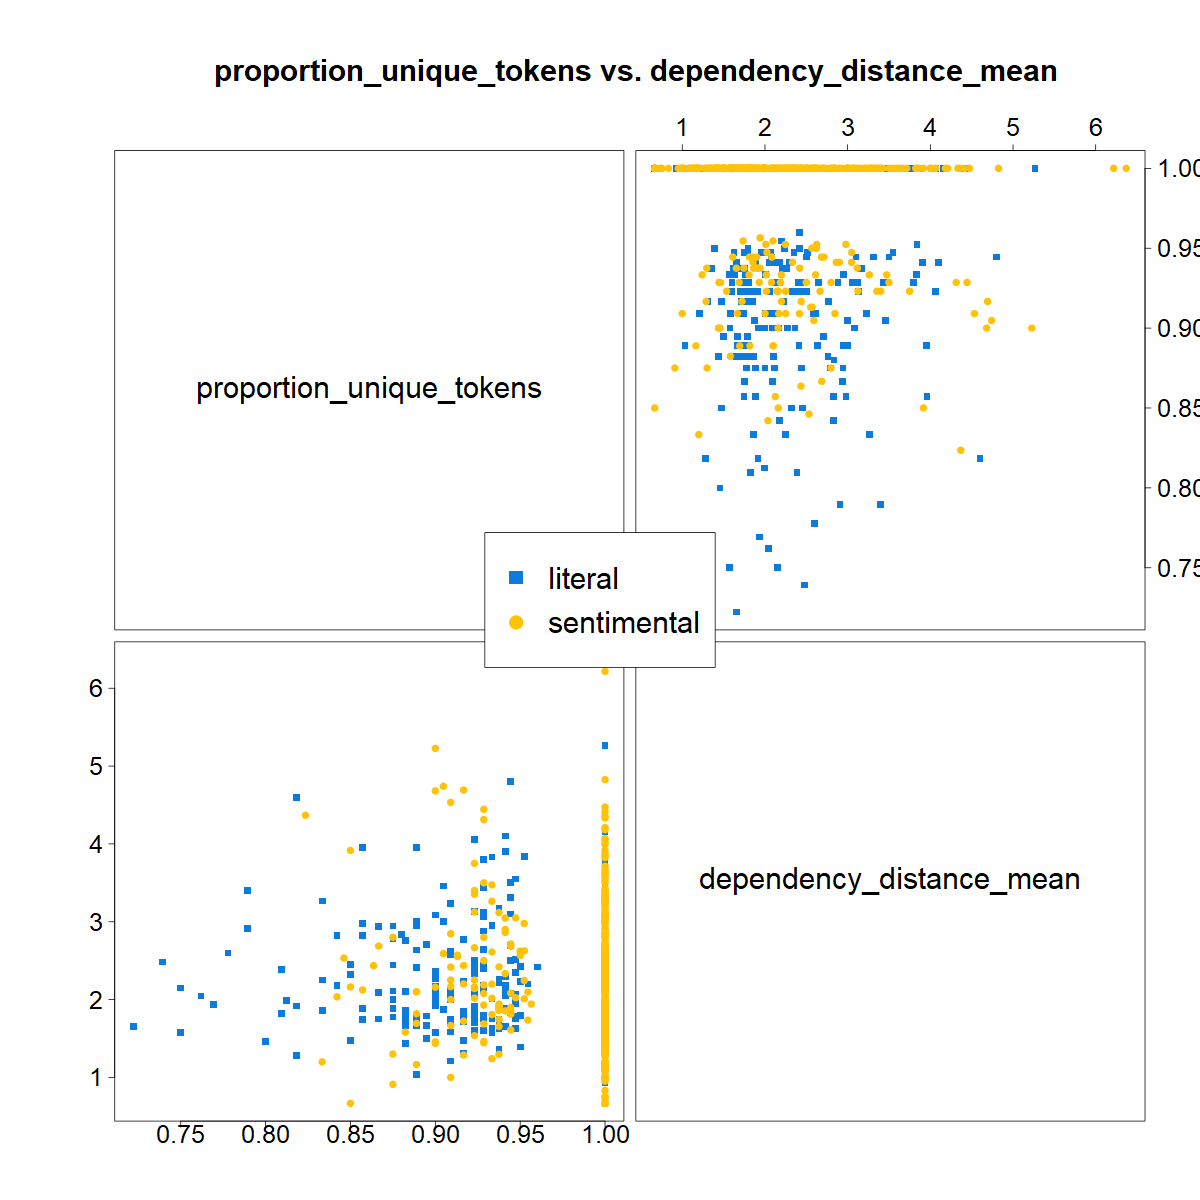 proportion_unique_tokens vs. dependency_distance_mean
1 2 3 4 5 6
1.00
0.95
0.90
0.85
0.80
0.75
proportion_unique_tokens
literal
sentimental
6
5
4
3
2
1
dependency_distance_mean
0.75 0.80 0.85 0.90 0.95 1.00